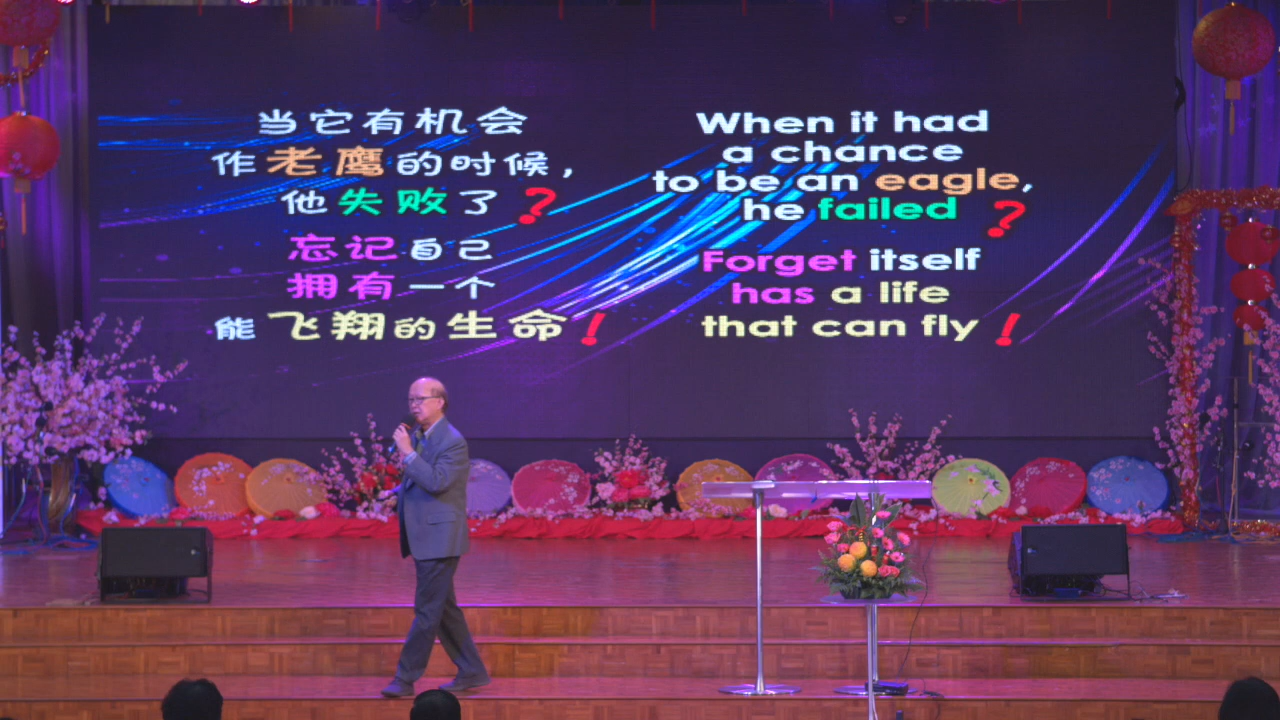 当它有机会
作老鹰的时候，
他失败了？
忘记自己
拥有一个
能飞翔的生命！
When it had
a chance
to be an eagle,
he failed ?
Forget itself
has a life
that can fly !